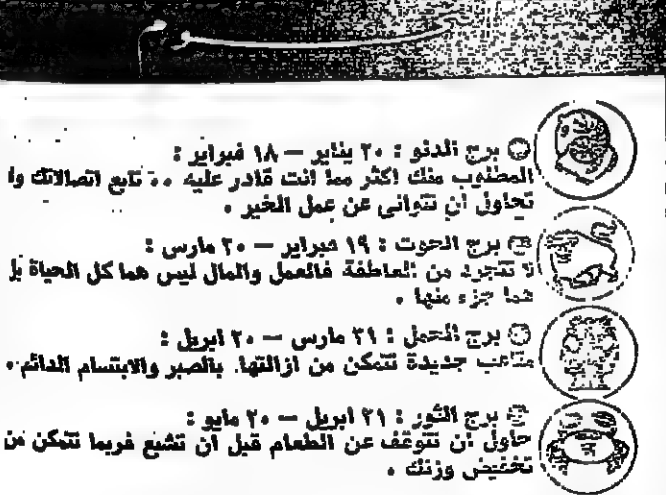 برج الدلو : ٢٠ يناير — ١٨ فبراير :
المطلوب منك اكثر مما انت قادر عليه .. تابع اتصالاتك وا
تحاول ان تتوانى عن عمل الخير .
برج الحوت : ١٩ فبراير — ٢٠ مارس :
لا تتجرد من العاطفة فالعمل والمال ليس هما كل الحياة بل
هما جزء منها .
برج الحمل : ٢١ مارس — ٢٠ ابريل :
متاعب جديدة تتمكن من ازالتها. بالصبر والابتسام الدائم .
برج الثور : ٢١ ابريل — ٢٠ مايو :
حاول ان تتوقف عن الطعام قبل ان تشبع فربما تتمكن من
تخفيض وزنك .